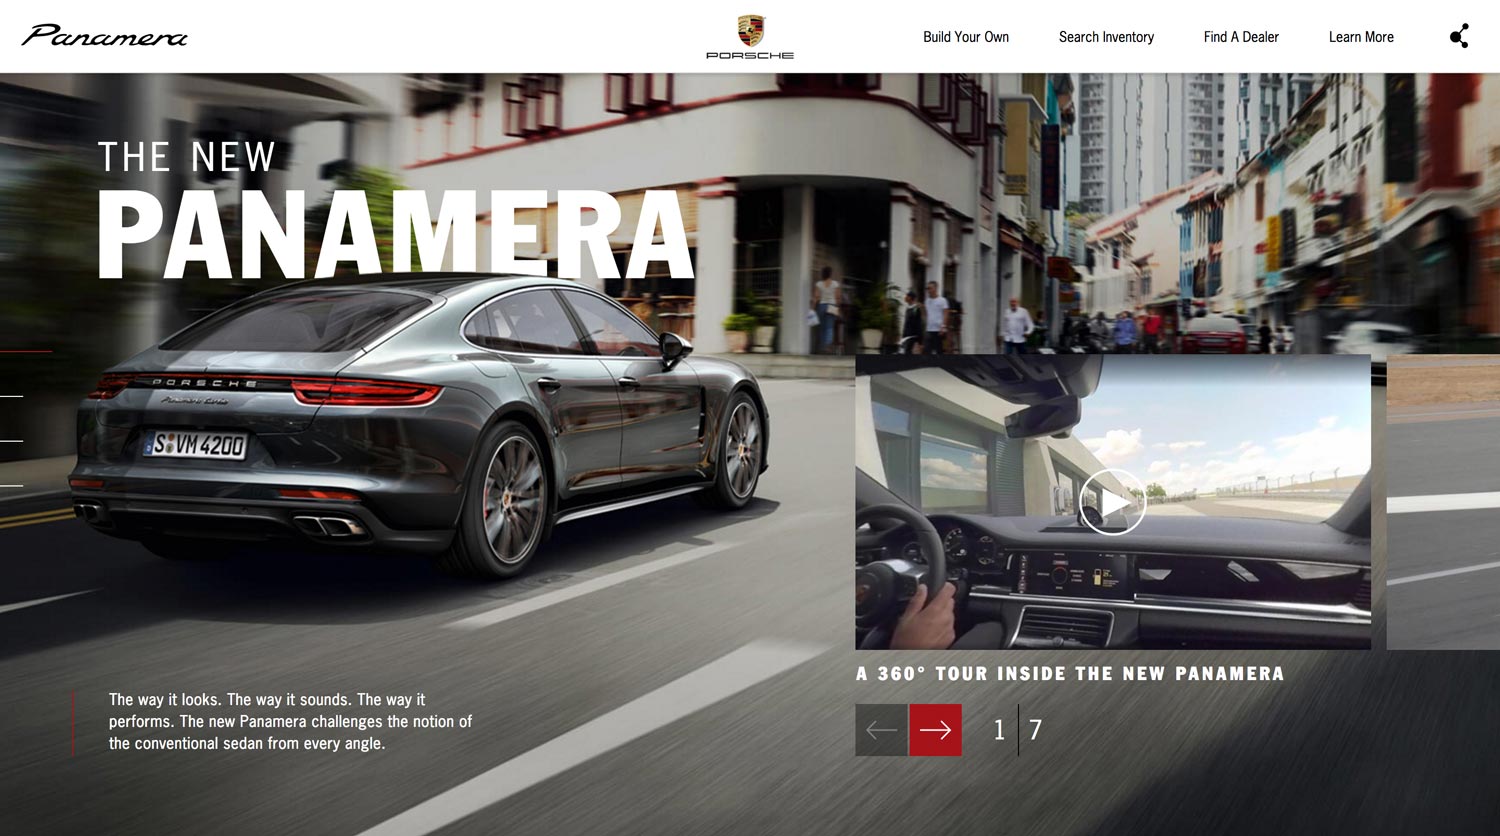 Panamera
PORSCHE
Build Your Own
Search Inventory
Find A Dealer
Learn More
THE NEW
PANAMERA
PORSCHE
Panamera turbo
S VM 4200
A 360° TOUR INSIDE THE NEW PANAMERA
1 7
The way it looks. The way it sounds. The way it
performs. The new Panamera challenges the notion of
the conventional sedan from every angle.